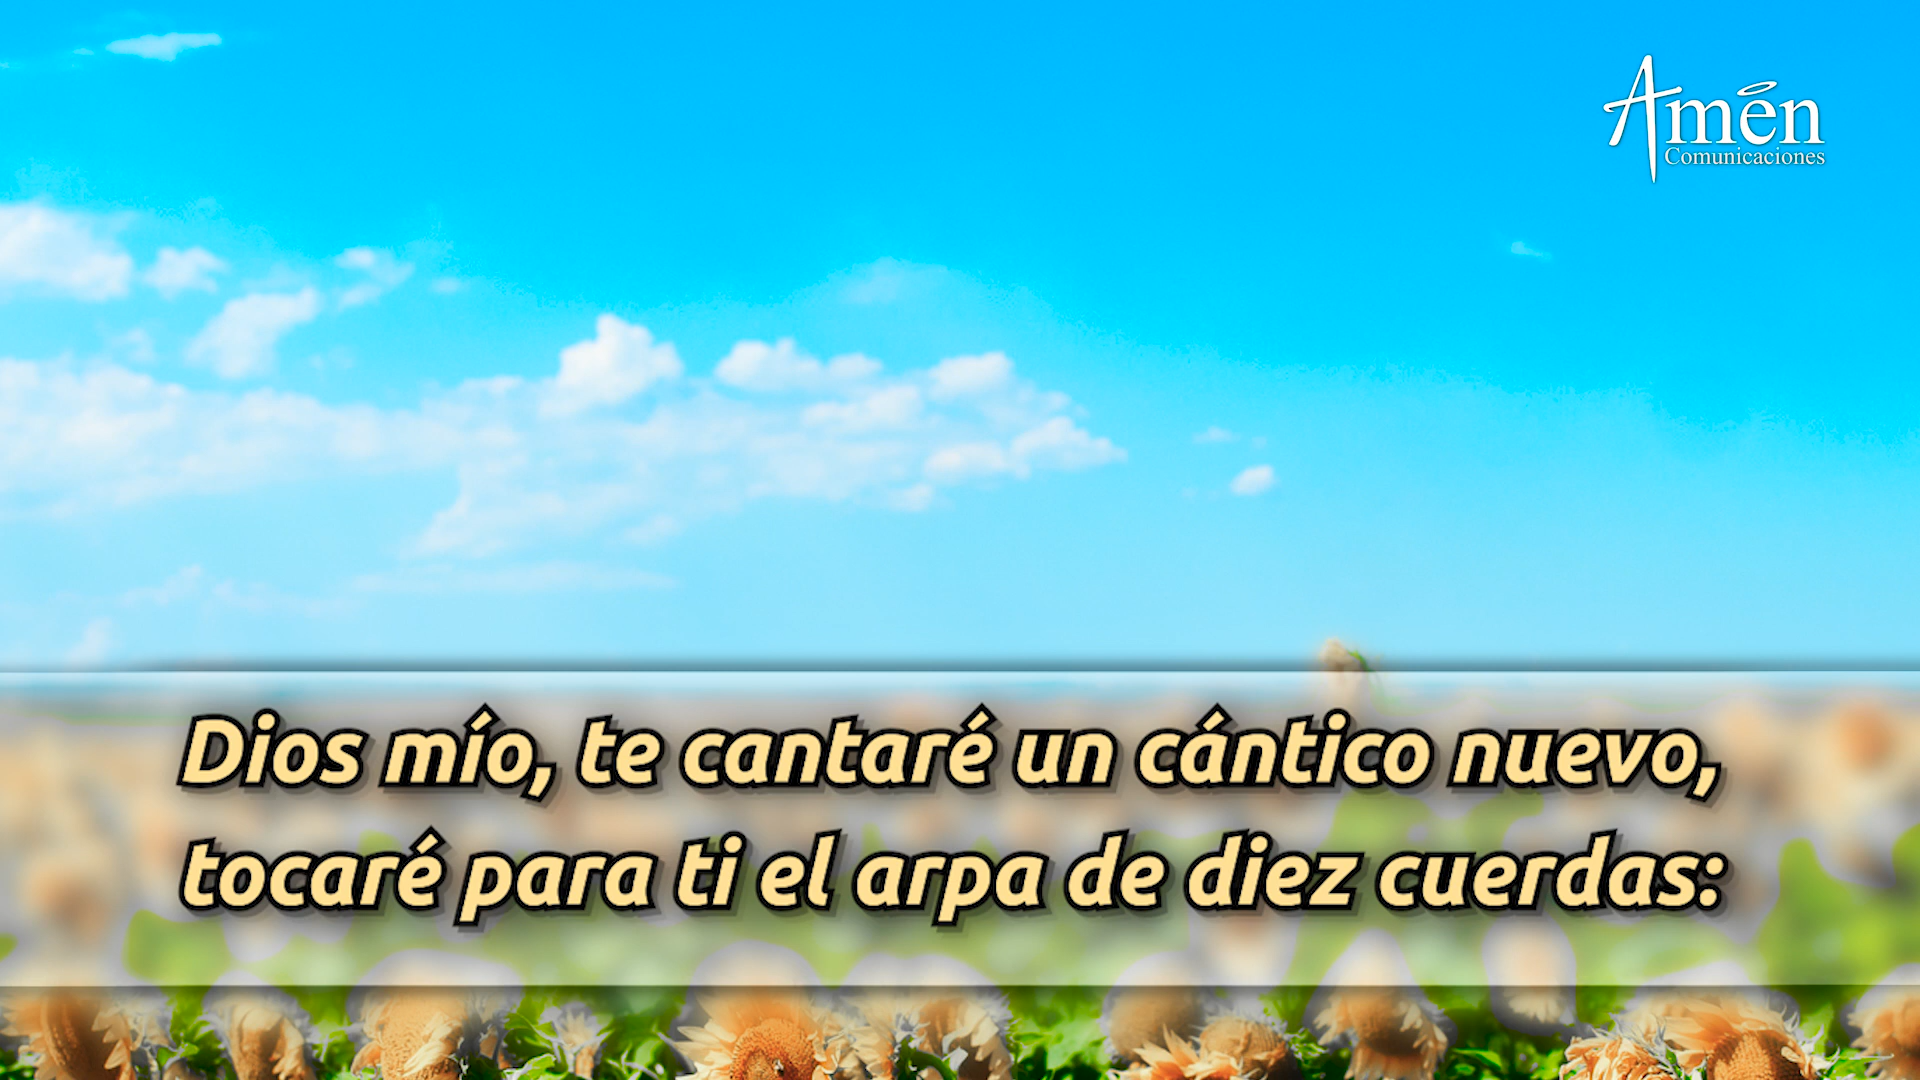 Amén
Comunicaciones
Dios mío, te cantaré un cántico nuevo,
tocaré para ti el arpa de diez cuerdas: